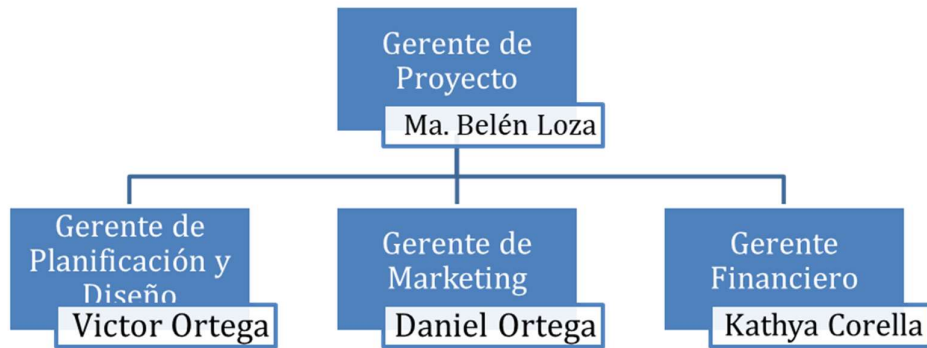 Gerente de
Proyecto
Ma. Belén Loza
Gerente de
Planificación y
Diseño
Victor Ortega
Gerente de
Marketing
Daniel Ortega
Gerente
Financiero
Kathya Corella